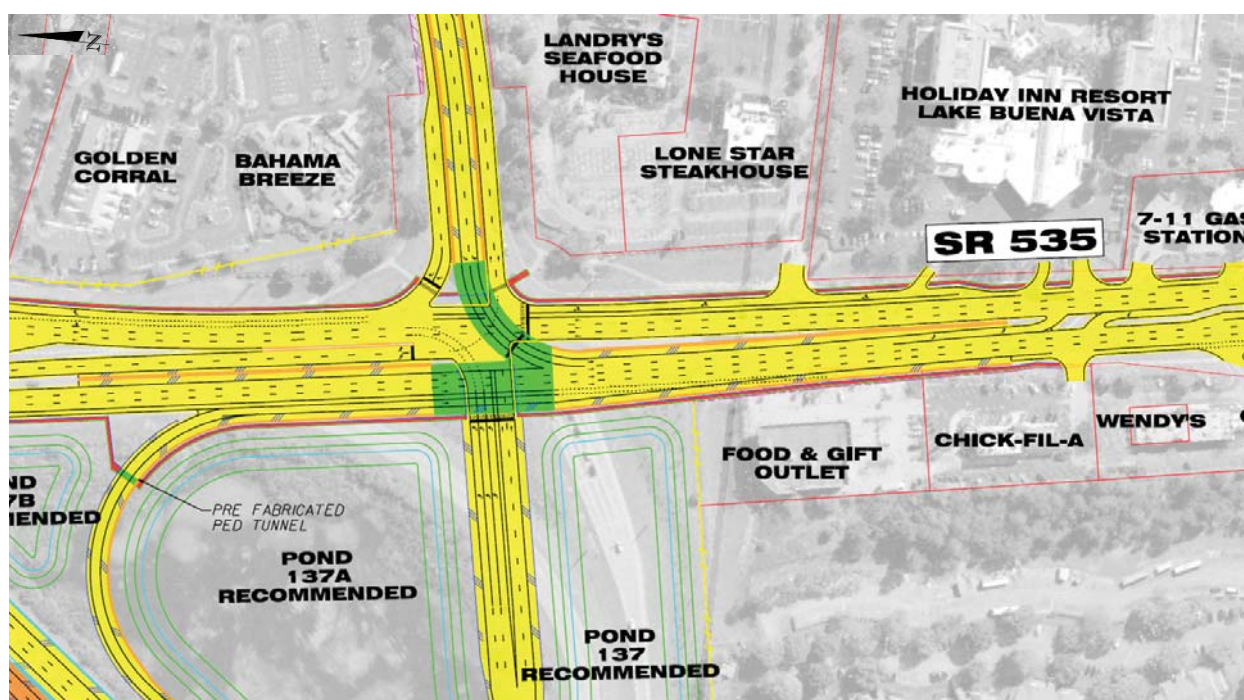 N
LANDRY'S
SEAFOOD
HOUSE
HOLIDAY INN RESORT
LAKE BUENA VISTA
GOLDEN
CORRAL
BAHAMA
BREEZE
LONE STAR
STEAKHOUSE
SR 535
7-11 GAS
STATION
FOOD & GIFT
OUTLET
CHICK-FIL-A
WENDY'S
ND
7B
MENDED
PRE FABRICATED
PED TUNNEL
POND
137A
RECOMMENDED
POND
137
RECOMMENDED